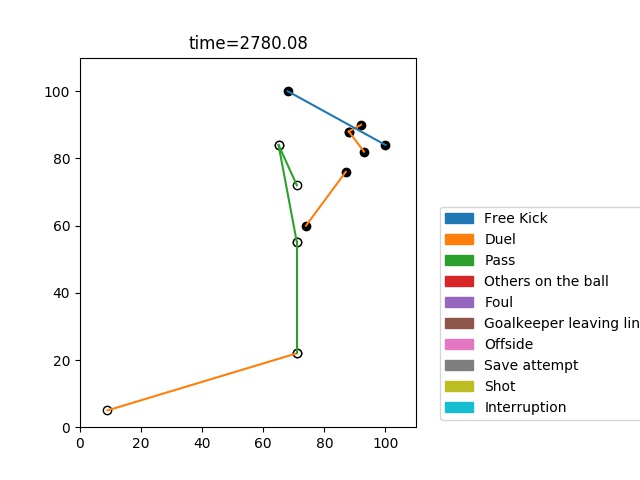 time=2780.08
100
80
60
40
20
0
0 20 40 60 80 100
Free Kick
Duel
Pass
Others on the ball
Foul
Goalkeeper leaving lin
Offside
Save attempt
Shot
Interruption